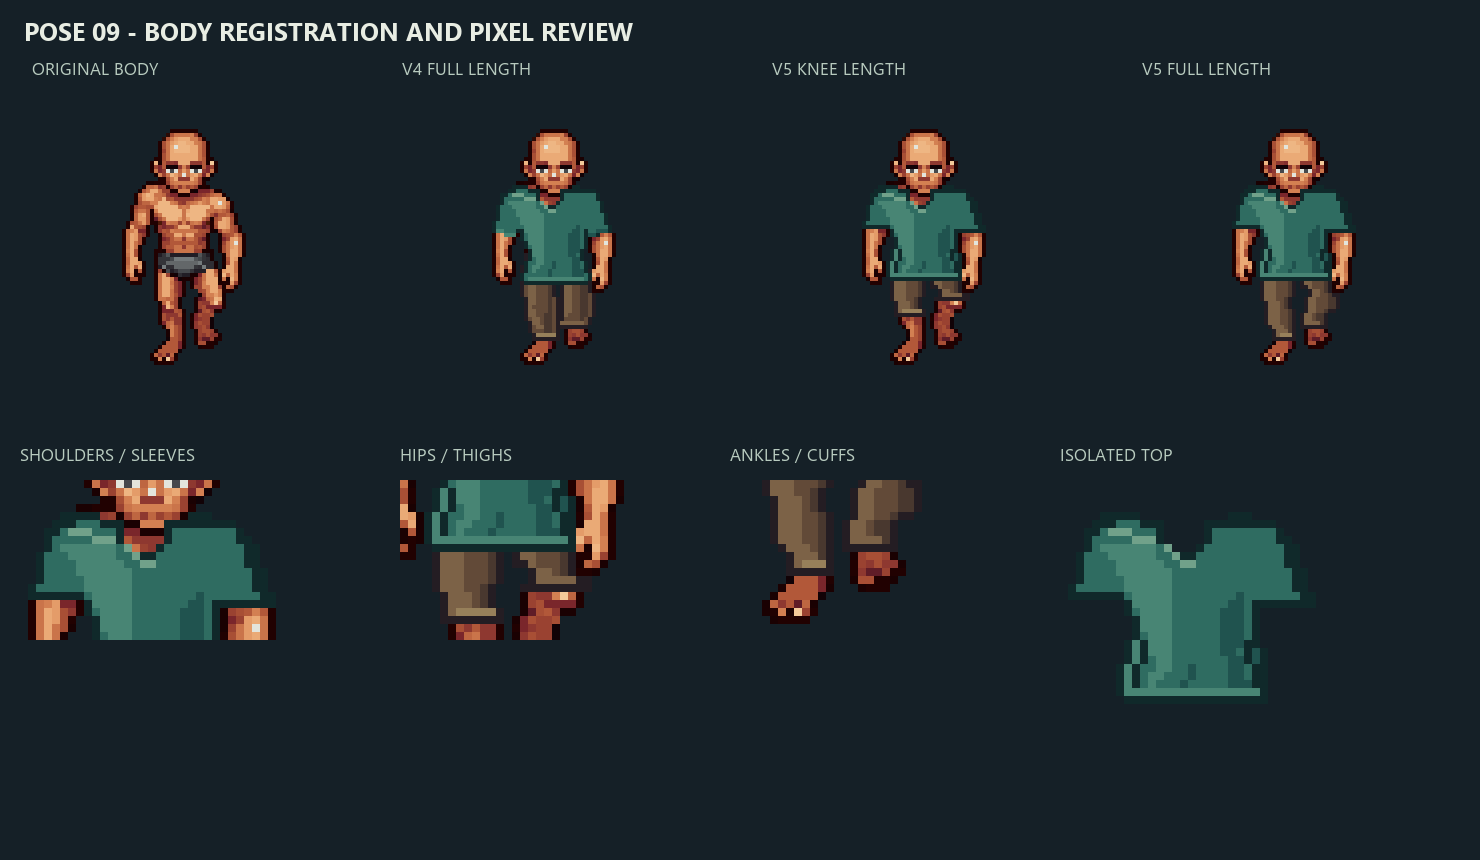 POSE 09 - BODY REGISTRATION AND PIXEL REVIEW
ORIGINAL BODY
V4 FULL LENGTH
V5 KNEE LENGTH
V5 FULL LENGTH
SHOULDERS / SLEEVES
HIPS / THIGHS
ANKLES / CUFFS
ISOLATED TOP